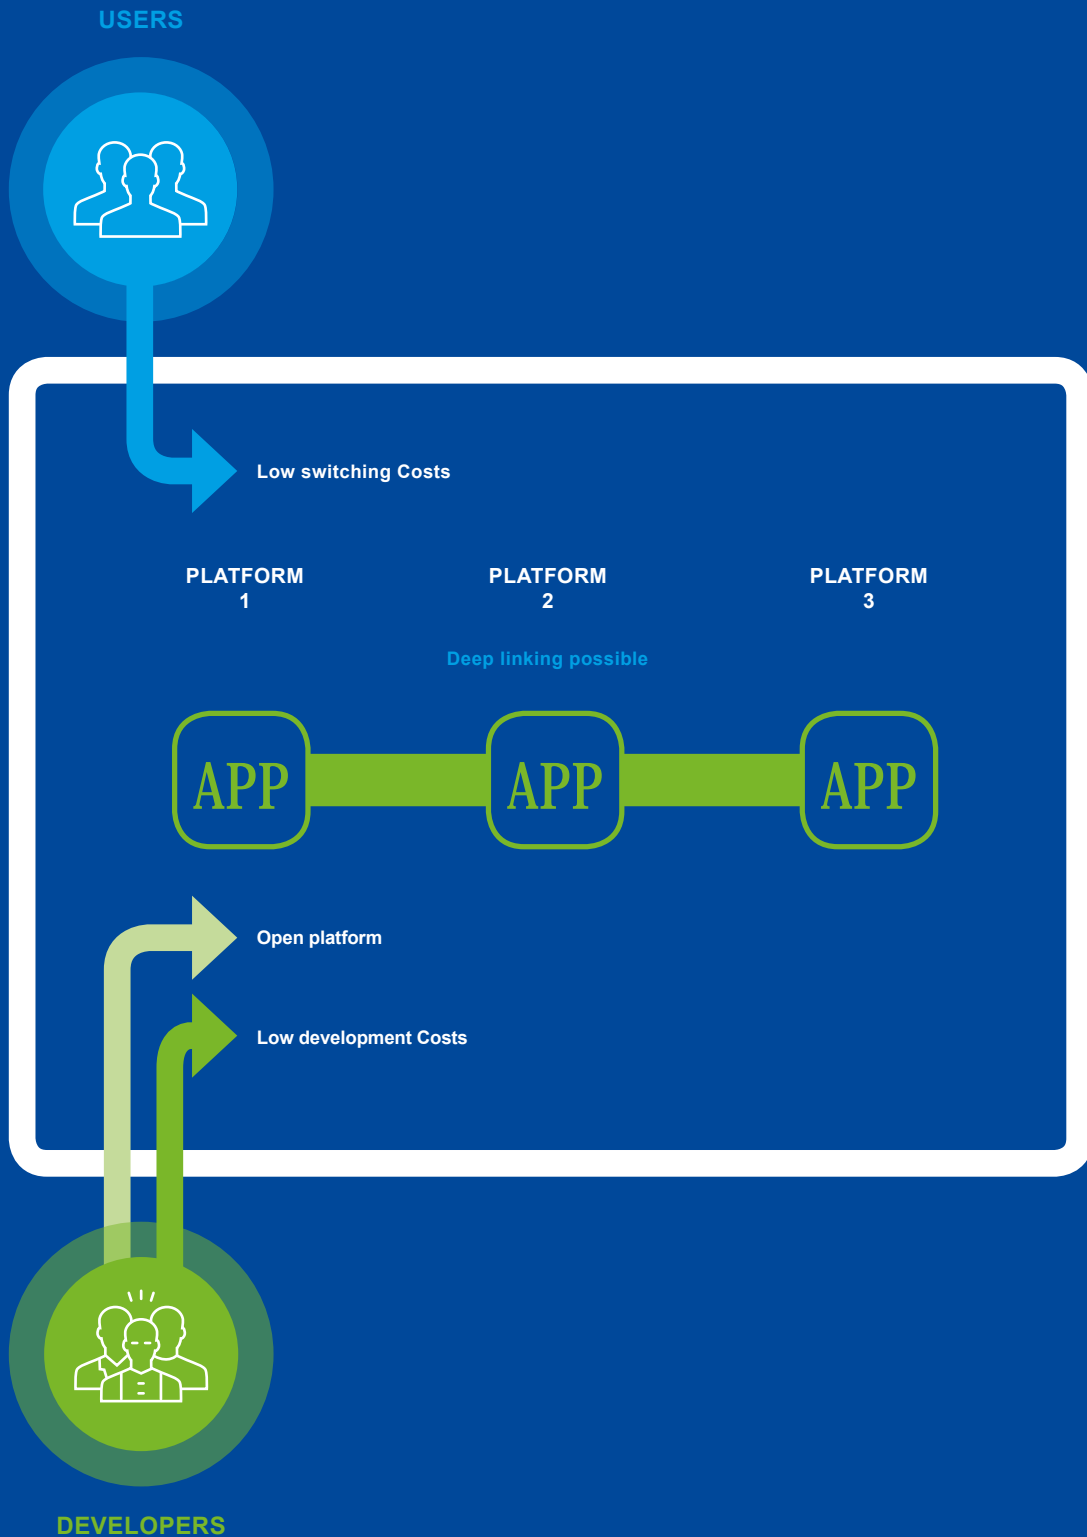 USERS
Low switching Costs
PLATFORM
1
PLATFORM
2
PLATFORM
3
Deep linking possible
APP
APP
APP
Open platform
Low development Costs
DEVELOPERS